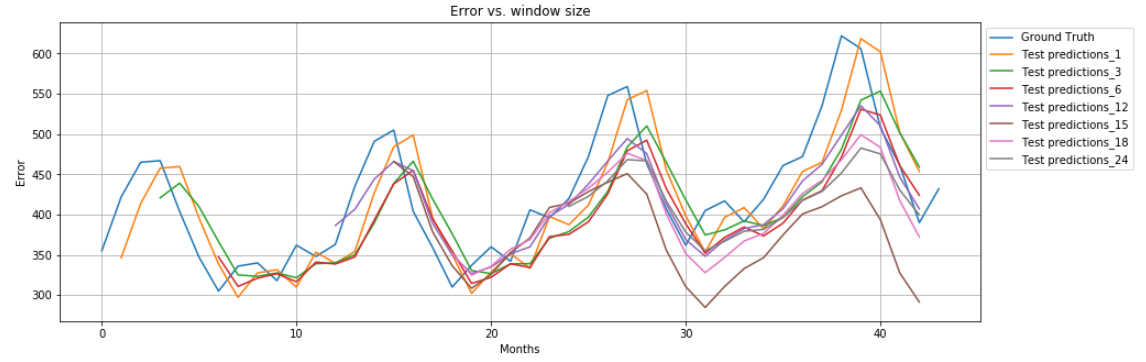 Error vs. window size
Error
600
550
500
450
400
350
300
0
10
20
30
40
Months
Ground Truth
Test predictions_1
Test predictions_3
Test predictions_6
Test predictions_12
Test predictions_15
Test predictions_18
Test predictions_24